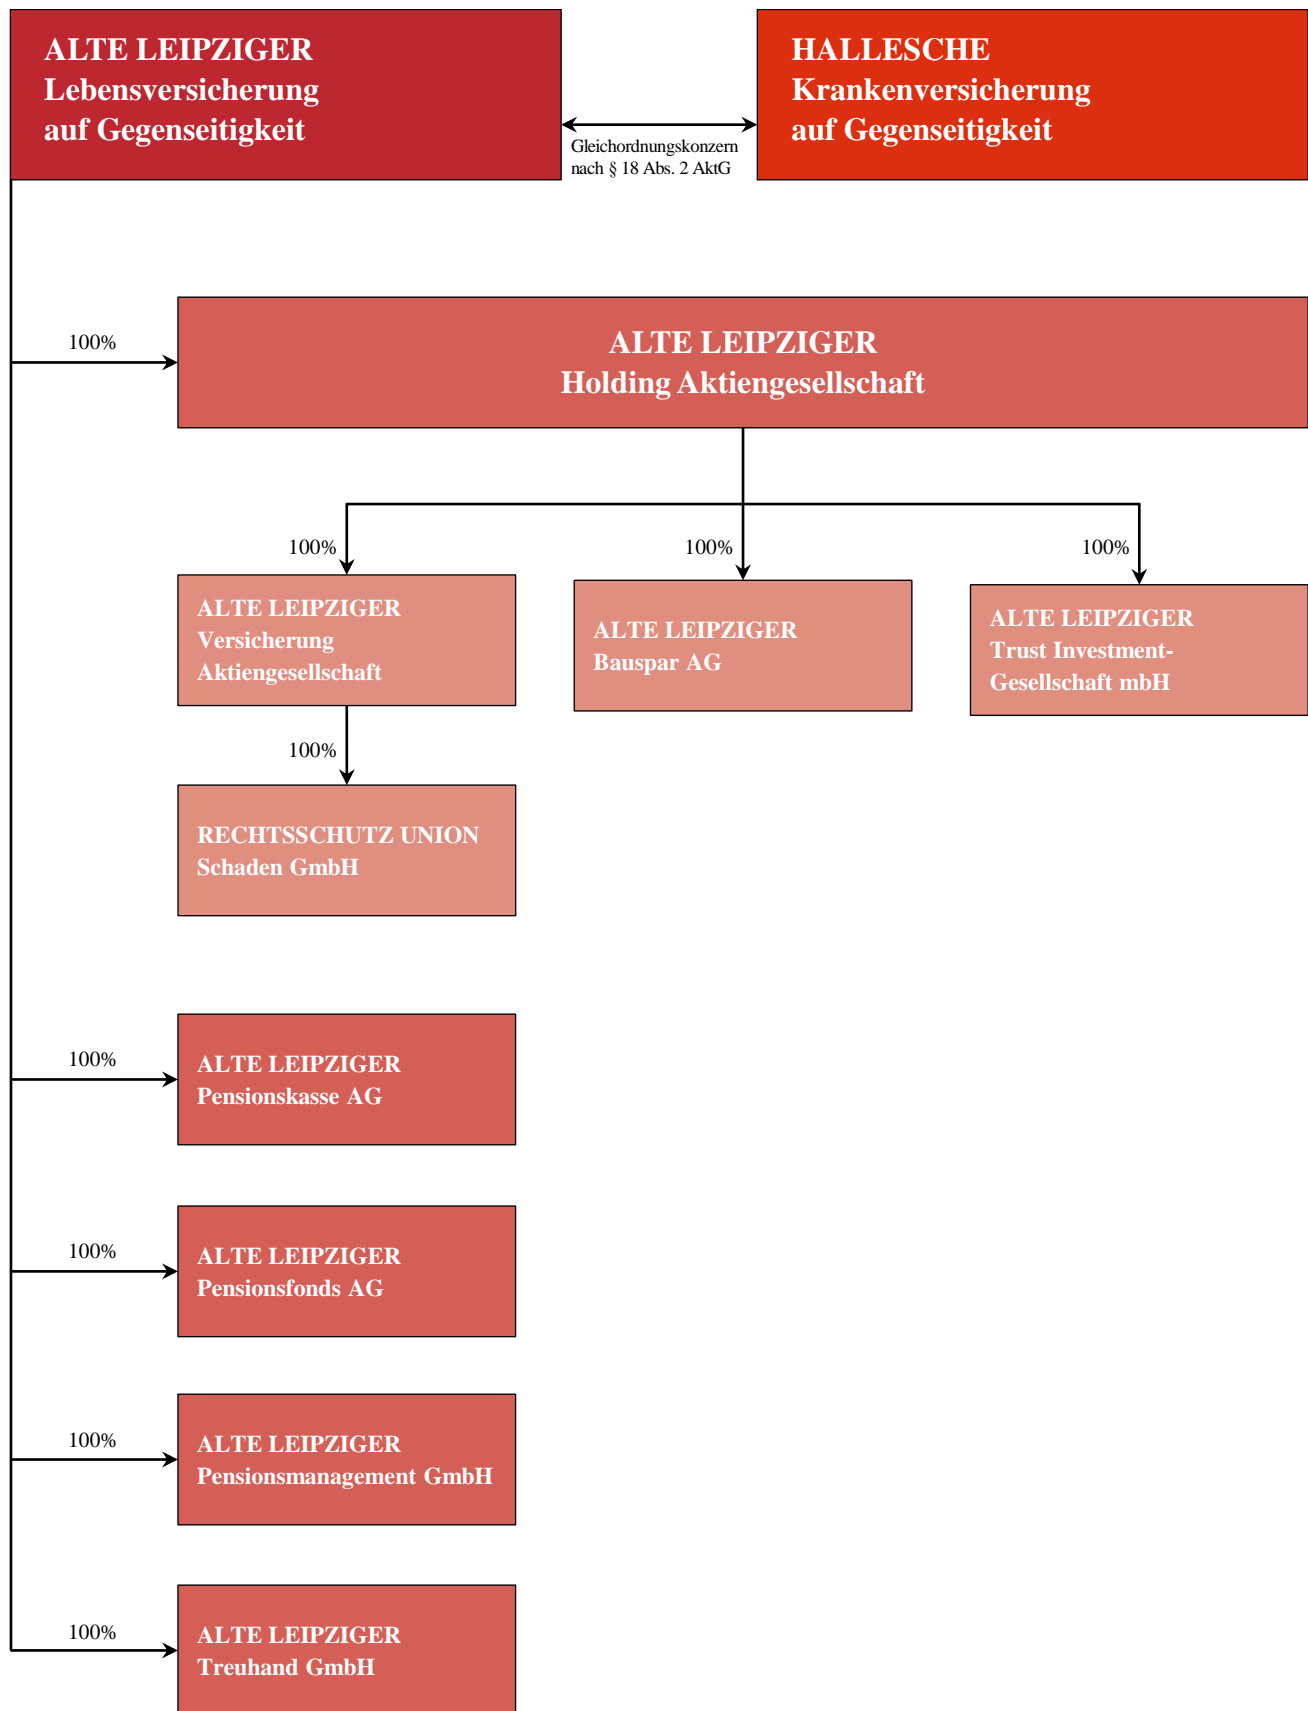 ALTE LEIPZIGER
Lebensversicherung
auf Gegenseitigkeit
HALLESCHE
Krankenversicherung
auf Gegenseitigkeit
Gleichordnungskonzern
nach § 18 Abs. 2 AktG
100%
ALTE LEIPZIGER
Holding Aktiengesellschaft
100%
100%
100%
ALTE LEIPZIGER
Versicherung
Aktiengesellschaft
ALTE LEIPZIGER
Bauspar AG
ALTE LEIPZIGER
Trust Investment-
Gesellschaft mbH
100%
RECHTSSCHUTZ UNION
Schaden GmbH
100%
ALTE LEIPZIGER
Pensionskasse AG
100%
ALTE LEIPZIGER
Pensionsfonds AG
100%
ALTE LEIPZIGER
Pensionsmanagement GmbH
100%
ALTE LEIPZIGER
Treuhand GmbH